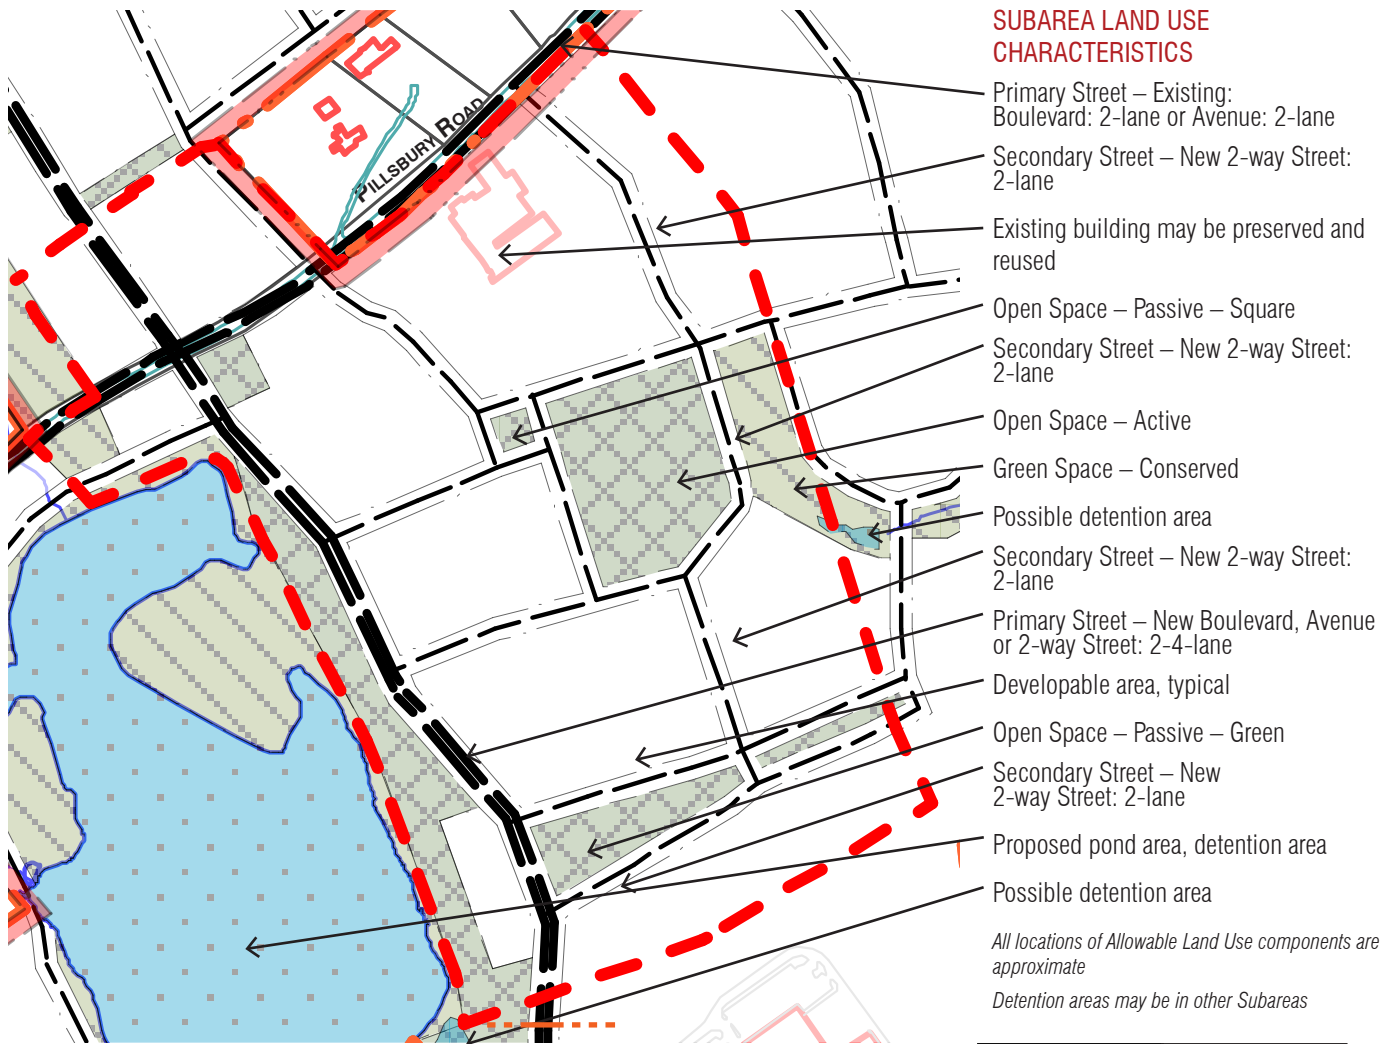 SUBAREA LAND USE
CHARACTERISTICS
Primary Street – Existing:
Boulevard: 2-lane or Avenue: 2-lane
Secondary Street – New 2-way Street:
2-lane
Existing building may be preserved and
reused
Open Space – Passive – Square
Secondary Street – New 2-way Street:
2-lane
Open Space – Active
Green Space – Conserved
Possible detention area
Secondary Street – New 2-way Street:
2-lane
Primary Street – New Boulevard, Avenue
or 2-way Street: 2-4-lane
Developable area, typical
Open Space – Passive – Green
Secondary Street – New
2-way Street: 2-lane
Proposed pond area, detention area
Possible detention area
All locations of Allowable Land Use components are
approximate
Detention areas may be in other Subareas
PILLSBURY ROAD